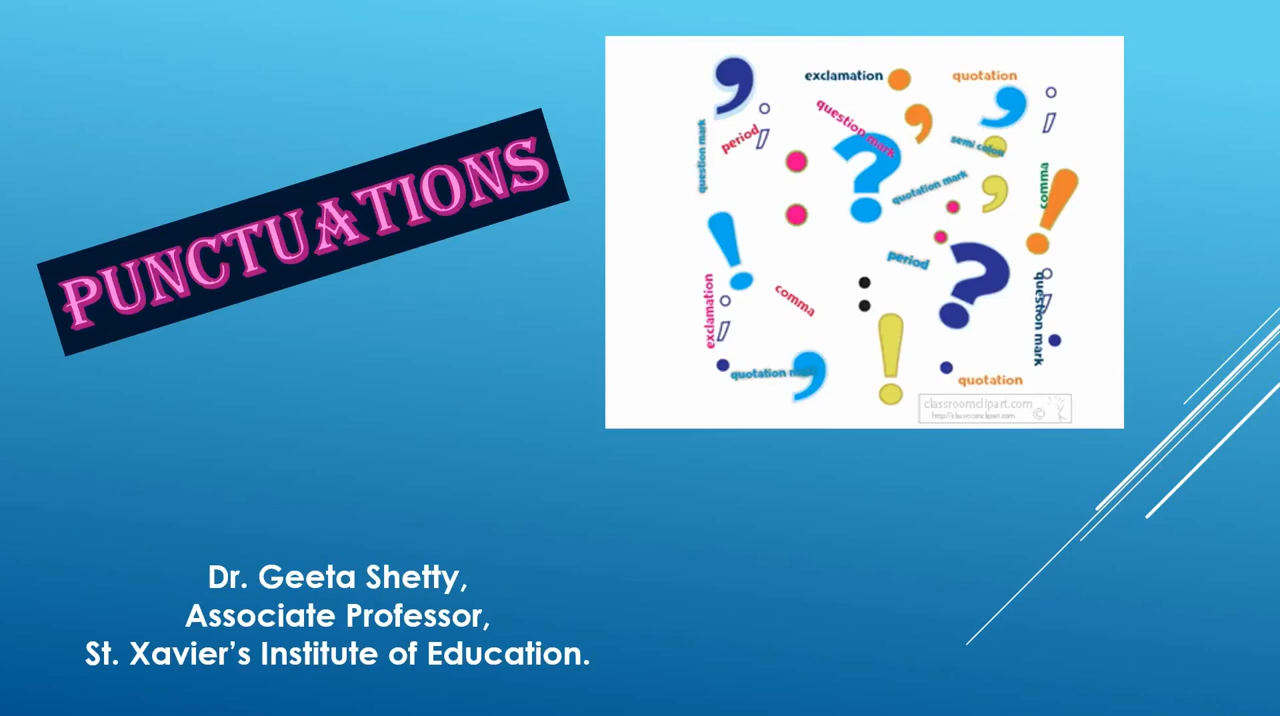 PUNCTUATIONS
exclamation
quotation
question mark
period
question mark
semi colon
quotation mark
comma
period
exclamation
comma
question mark
quotation
classroomclipart.com
Dr. Geeta Shetty,
Associate Professor,
St. Xavier’s Institute of Education.